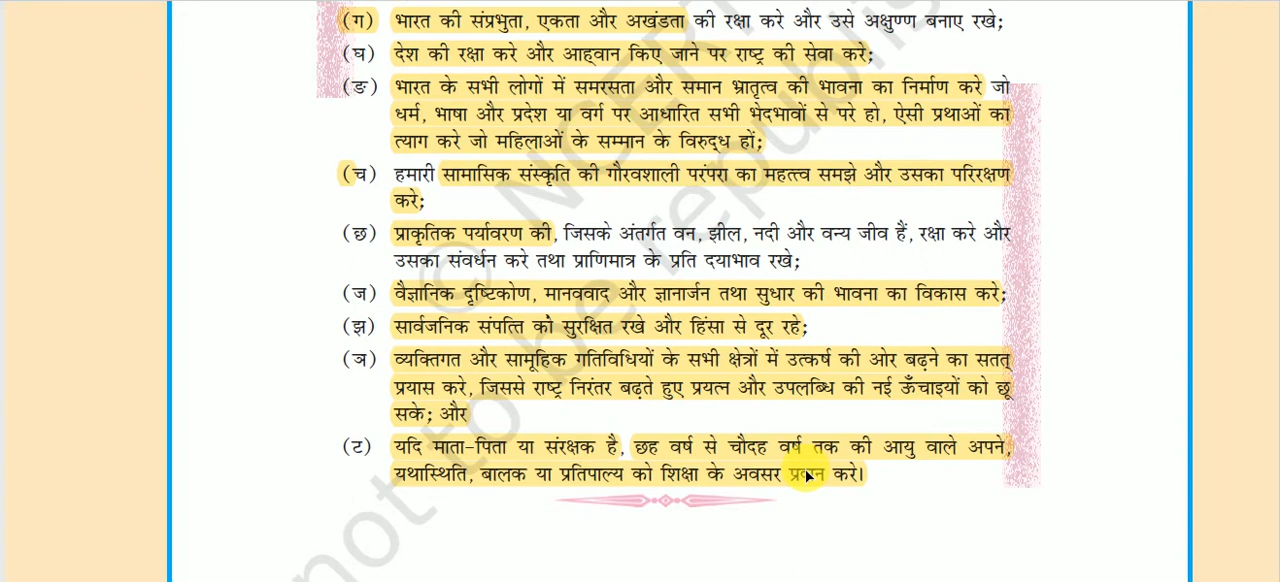 (ग) भारत की संप्रभुता, एकता और अखंडता की रक्षा करे और उसे अक्षुण्ण बनाए रखे;
(घ) देश की रक्षा करे और आह्वान किए जाने पर राष्ट्र की सेवा करे;
(ङ) भारत के सभी लोगों में समरसता और समान भ्रातृत्व की भावना का निर्माण करे जो
धर्म, भाषा और प्रदेश या वर्ग पर आधारित सभी भेदभावों से परे हो, ऐसी प्रथाओं का
त्याग करे जो महिलाओं के सम्मान के विरुद्ध हों;
(च) हमारी सामासिक संस्कृति की गौरवशाली परंपरा का महत्त्व समझे और उसका परिरक्षण
करे;
(छ) प्राकृतिक पर्यावरण की, जिसके अंतर्गत वन, झील, नदी और वन्य जीव हैं, रक्षा करे और
उसका संवर्धन करे तथा प्राणिमात्र के प्रति दयाभाव रखे;
(ज) वैज्ञानिक दृष्टिकोण, मानववाद और ज्ञानार्जन तथा सुधार की भावना का विकास करे;
(झ) सार्वजनिक संपत्ति को सुरक्षित रखे और हिंसा से दूर रहे;
(ञ) व्यक्तिगत और सामूहिक गतिविधियों के सभी क्षेत्रों में उत्कर्ष की ओर बढ़ने का सतत्
प्रयास करे, जिससे राष्ट्र निरंतर बढ़ते हुए प्रयत्न और उपलब्धि की नई ऊँचाइयों को छू
सके; और
(ट) यदि माता-पिता या संरक्षक है, छह वर्ष से चौदह वर्ष तक की आयु वाले अपने,
यथास्थिति, बालक या प्रतिपाल्य को शिक्षा के अवसर प्रदान करे।
© NCERT
not to be republish